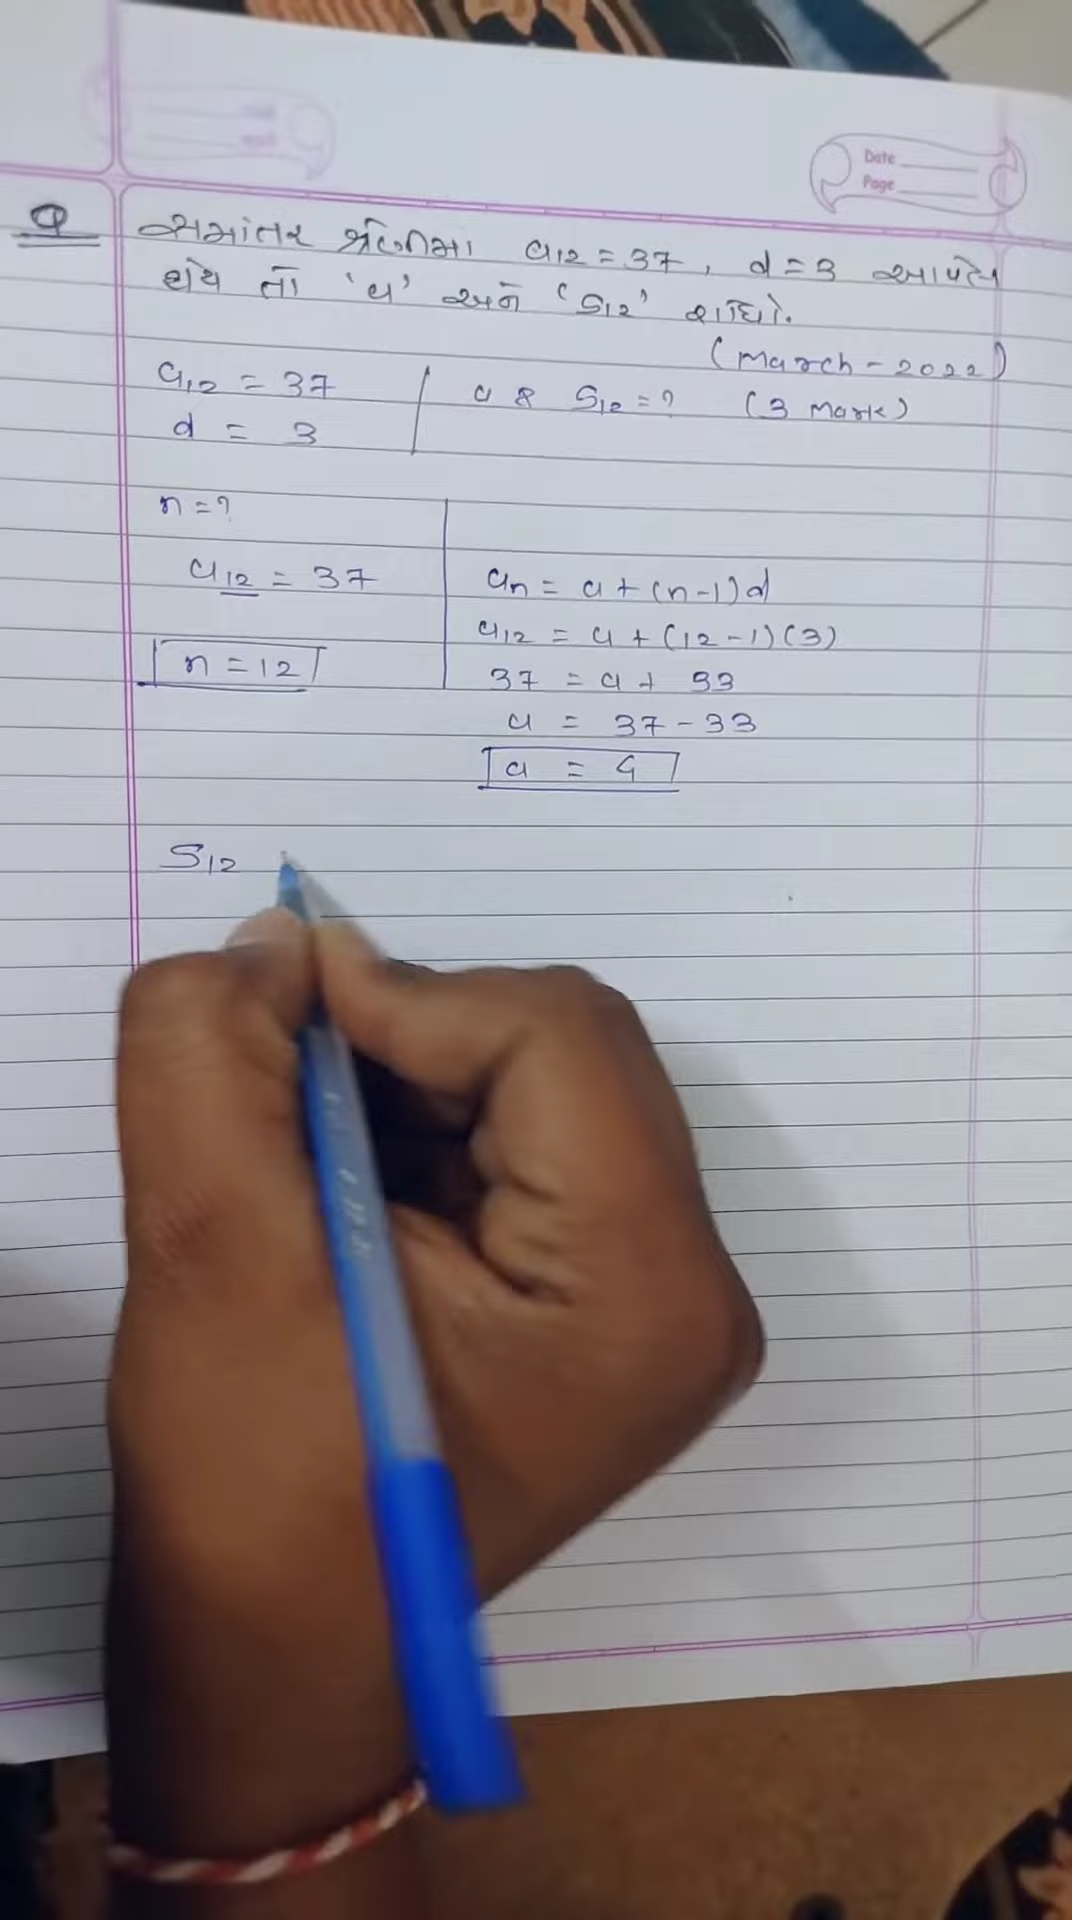 Date
Page
Q સમાંતર શ્રેણીમાં a12 = 37, d = 3 આપેલ
હોય તો 'a' અને 'S12' શોધો.
(March - 2022)
a12 = 37 | a & S12 = ? (3 Mark)
d = 3
n = ?
a12 = 37 | an = a + (n-1)d
a12 = a + (12-1)(3)
n = 12 | 37 = a + 33
a = 37 - 33
a = 4
S12